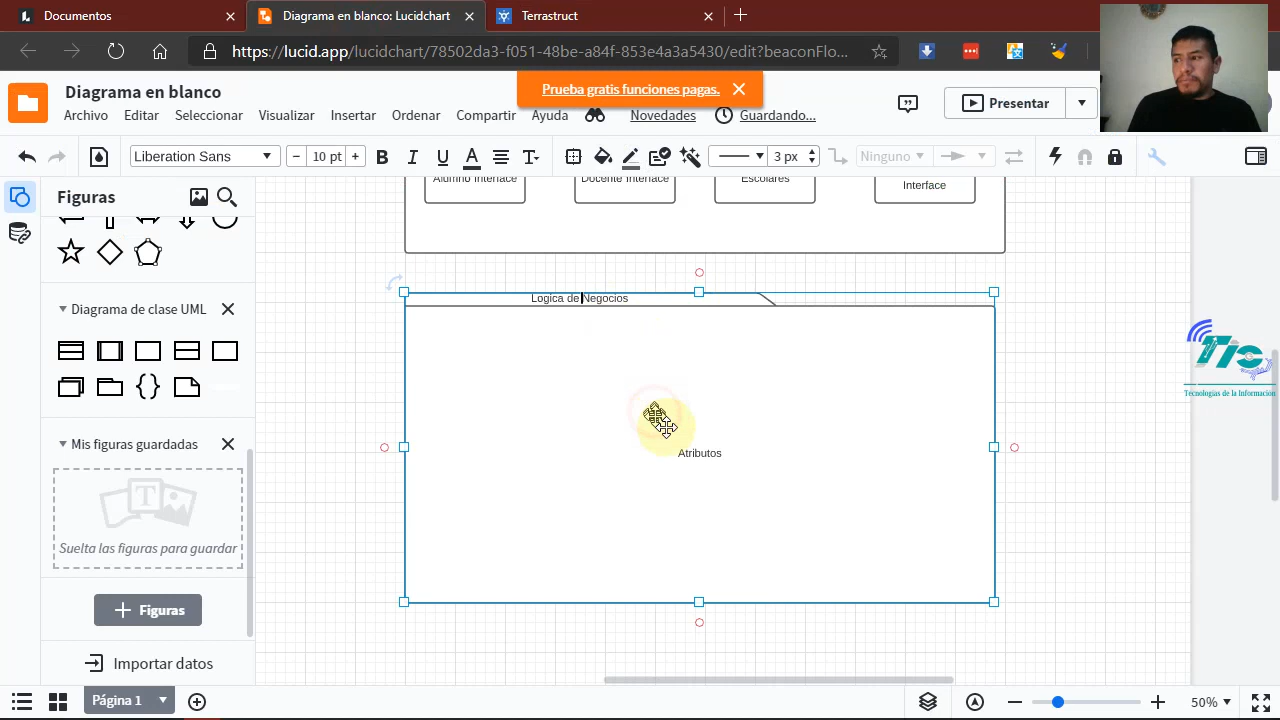 Documentos
Diagrama en blanco: Lucidchart
Terrastruct
https://lucid.app/lucidchart/78502da3-f051-48be-a84f-853e4a3a5430/edit?beaconFlo...
Diagrama en blanco
Prueba gratis funciones pagas.
Archivo Editar Seleccionar Visualizar Insertar Ordenar Compartir Ayuda Novedades Guardando...
Presentar
Liberation Sans 10 pt B I U A T 3 px Ninguno
Figuras
Alumno Interface
Docente Interface
Escolares
Interface
Logica de Negocios
Diagrama de clase UML
Atributos
Tic
Tecnologías de la Información
Mis figuras guardadas
T
Suelta las figuras para guardar
Figuras
Importar datos
Página 1
50%